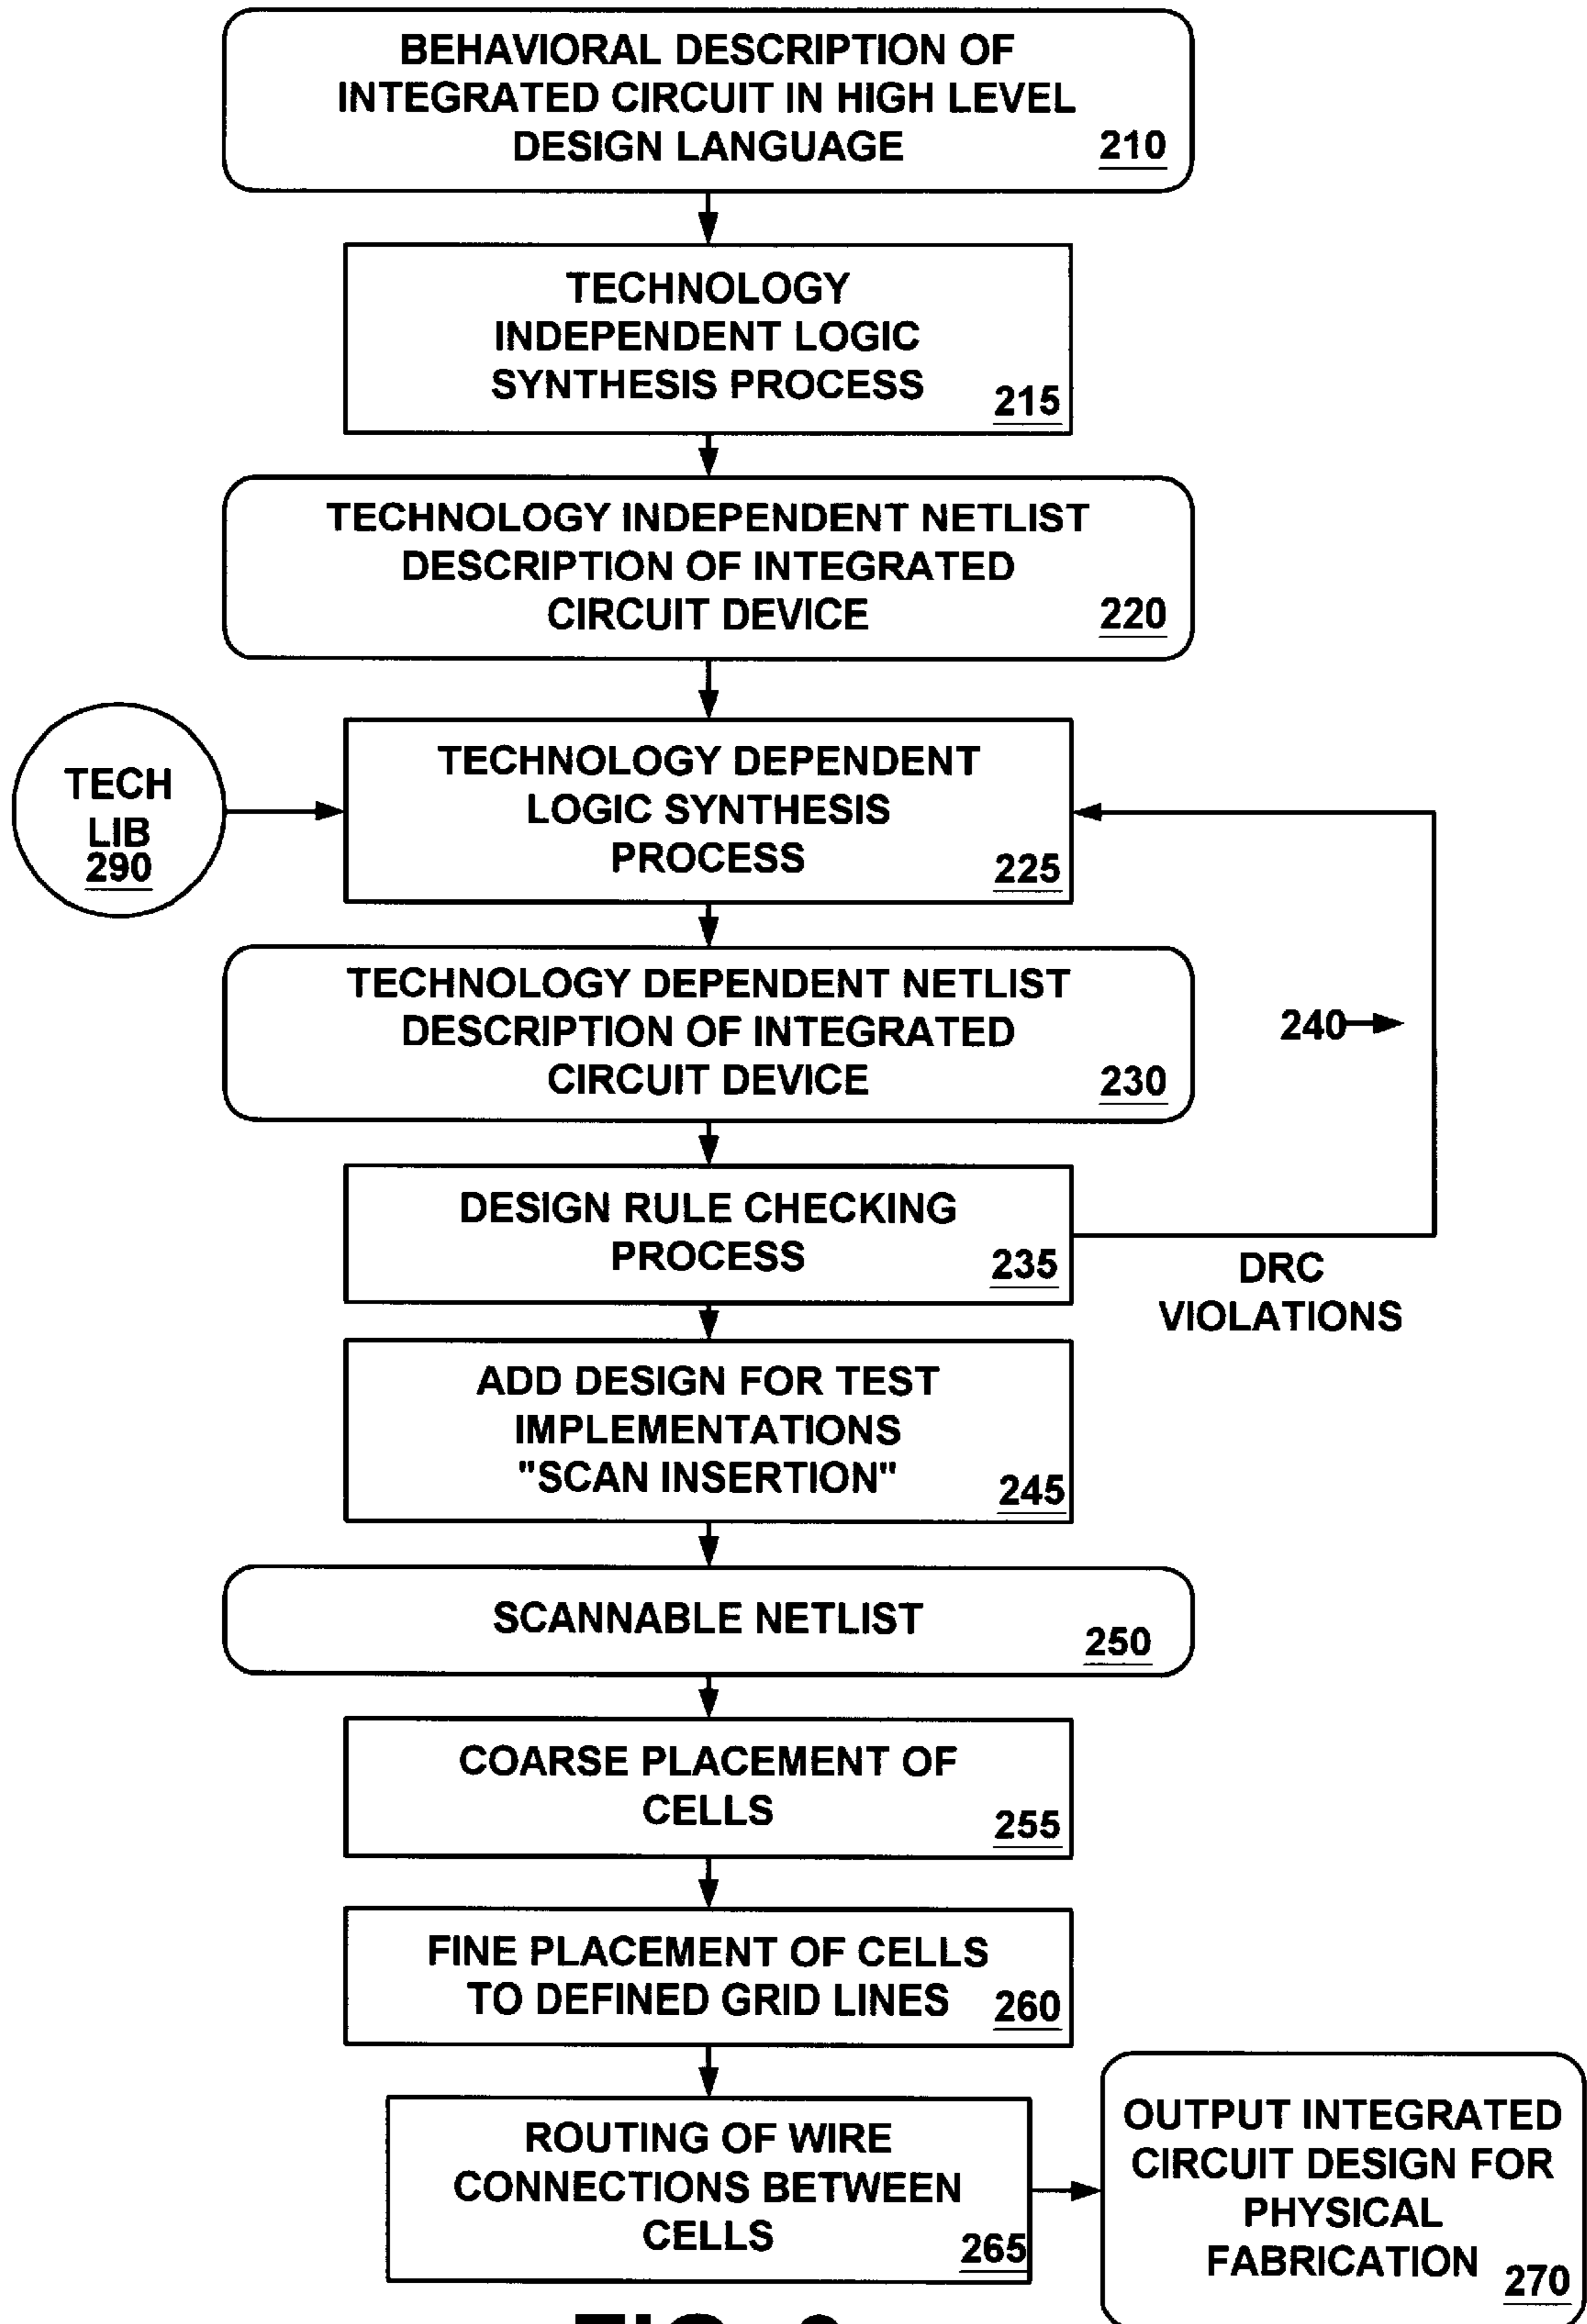 BEHAVIORAL DESCRIPTION OF
INTEGRATED CIRCUIT IN HIGH LEVEL
DESIGN LANGUAGE
210
TECHNOLOGY
INDEPENDENT LOGIC
SYNTHESIS PROCESS
215
TECHNOLOGY INDEPENDENT NETLIST
DESCRIPTION OF INTEGRATED
CIRCUIT DEVICE
220
TECH
LIB
290
TECHNOLOGY DEPENDENT
LOGIC SYNTHESIS
PROCESS
225
TECHNOLOGY DEPENDENT NETLIST
DESCRIPTION OF INTEGRATED
CIRCUIT DEVICE
230
240
DESIGN RULE CHECKING
PROCESS
235
DRC
VIOLATIONS
ADD DESIGN FOR TEST
IMPLEMENTATIONS
"SCAN INSERTION"
245
SCANNABLE NETLIST
250
COARSE PLACEMENT OF
CELLS
255
FINE PLACEMENT OF CELLS
TO DEFINED GRID LINES
260
ROUTING OF WIRE
CONNECTIONS BETWEEN
CELLS
265
OUTPUT INTEGRATED
CIRCUIT DESIGN FOR
PHYSICAL
FABRICATION
270